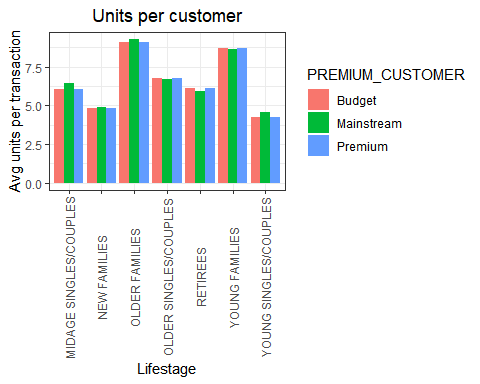 Units per customer
Avg units per transaction
7.5
5.0
2.5
0.0
MIDAGE SINGLES/COUPLES
NEW FAMILIES
OLDER FAMILIES
OLDER SINGLES/COUPLES
RETIREES
YOUNG FAMILIES
YOUNG SINGLES/COUPLES
Lifestage
PREMIUM_CUSTOMER
Budget
Mainstream
Premium